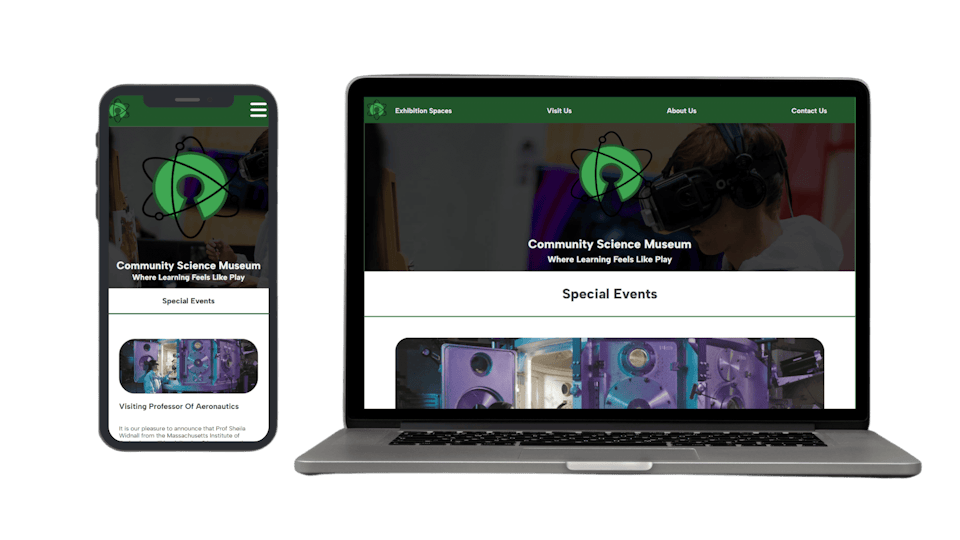 Community Science Museum
Where Learning Feels Like Play
Special Events
Visiting Professor Of Aeronautics
It is our pleasure to announce that Prof Sheila
Widnall from the Massachusetts Institute of
Exhibition Spaces
Visit Us
About Us
Contact Us
Community Science Museum
Where Learning Feels Like Play
Special Events